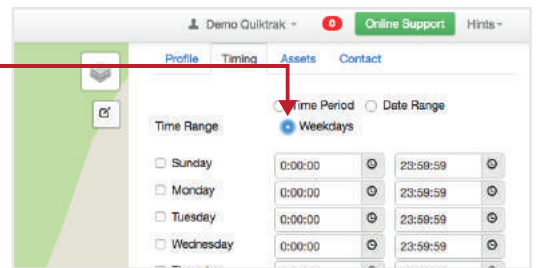 Demo Quiktrak 0 Online Support Hints
Profile Timing Assets Contact
Time Period Date Range
Time Range Weekdays
Sunday 0:00:00 23:59:59
Monday 0:00:00 23:59:59
Tuesday 0:00:00 23:59:59
Wednesday 0:00:00 23:59:59